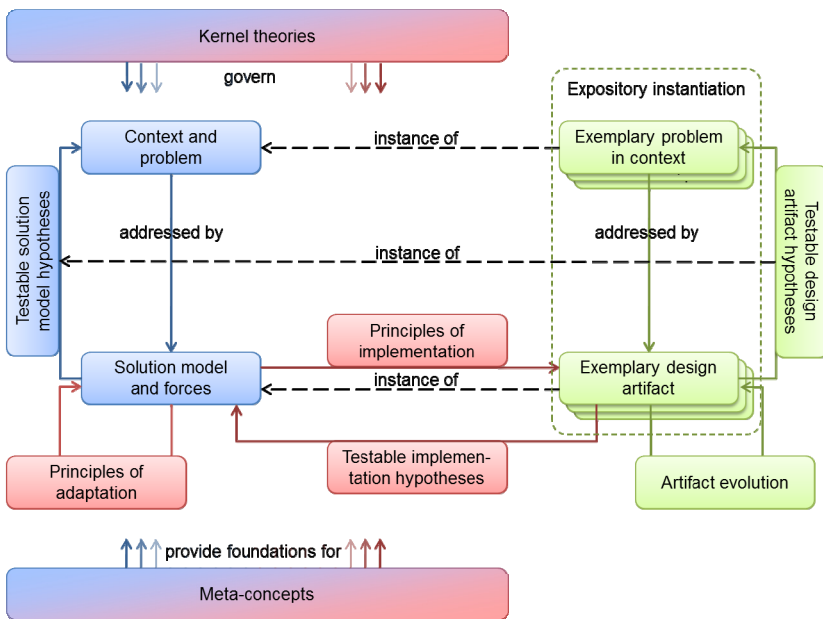 Kernel theories
govern
Expository instantiation
Context and
problem
instance of
Exemplary problem
in context
Testable solution
model hypotheses
addressed by
addressed by
Testable design
artifact hypotheses
instance of
Principles of
implementation
Solution model
and forces
instance of
Exemplary design
artifact
Principles of
adaptation
Testable implemen-
tation hypotheses
Artifact evolution
provide foundations for
Meta-concepts